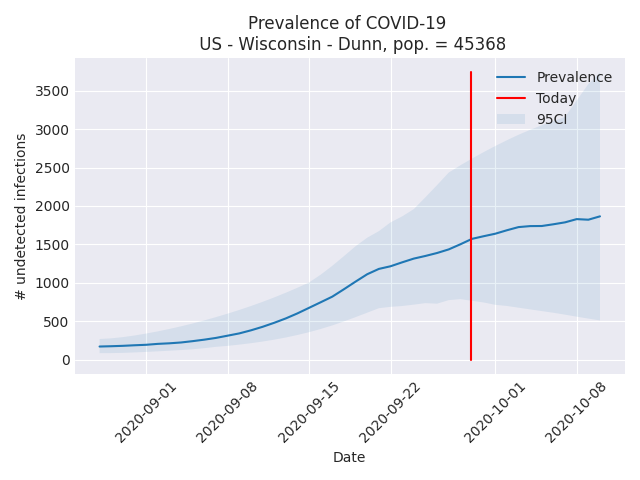 Prevalence of COVID-19
US - Wisconsin - Dunn, pop. = 45368
Prevalence
Today
95CI
# undetected infections
3500
3000
2500
2000
1500
1000
500
0
2020-09-01
2020-09-08
2020-09-15
2020-09-22
2020-10-01
2020-10-08
Date